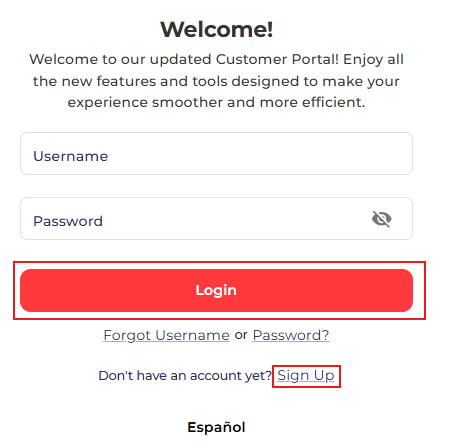 Welcome!
Welcome to our updated Customer Portal! Enjoy all
the new features and tools designed to make your
experience smoother and more efficient.
Username
Password
Login
Forgot Username or Password?
Don't have an account yet? Sign Up
Español